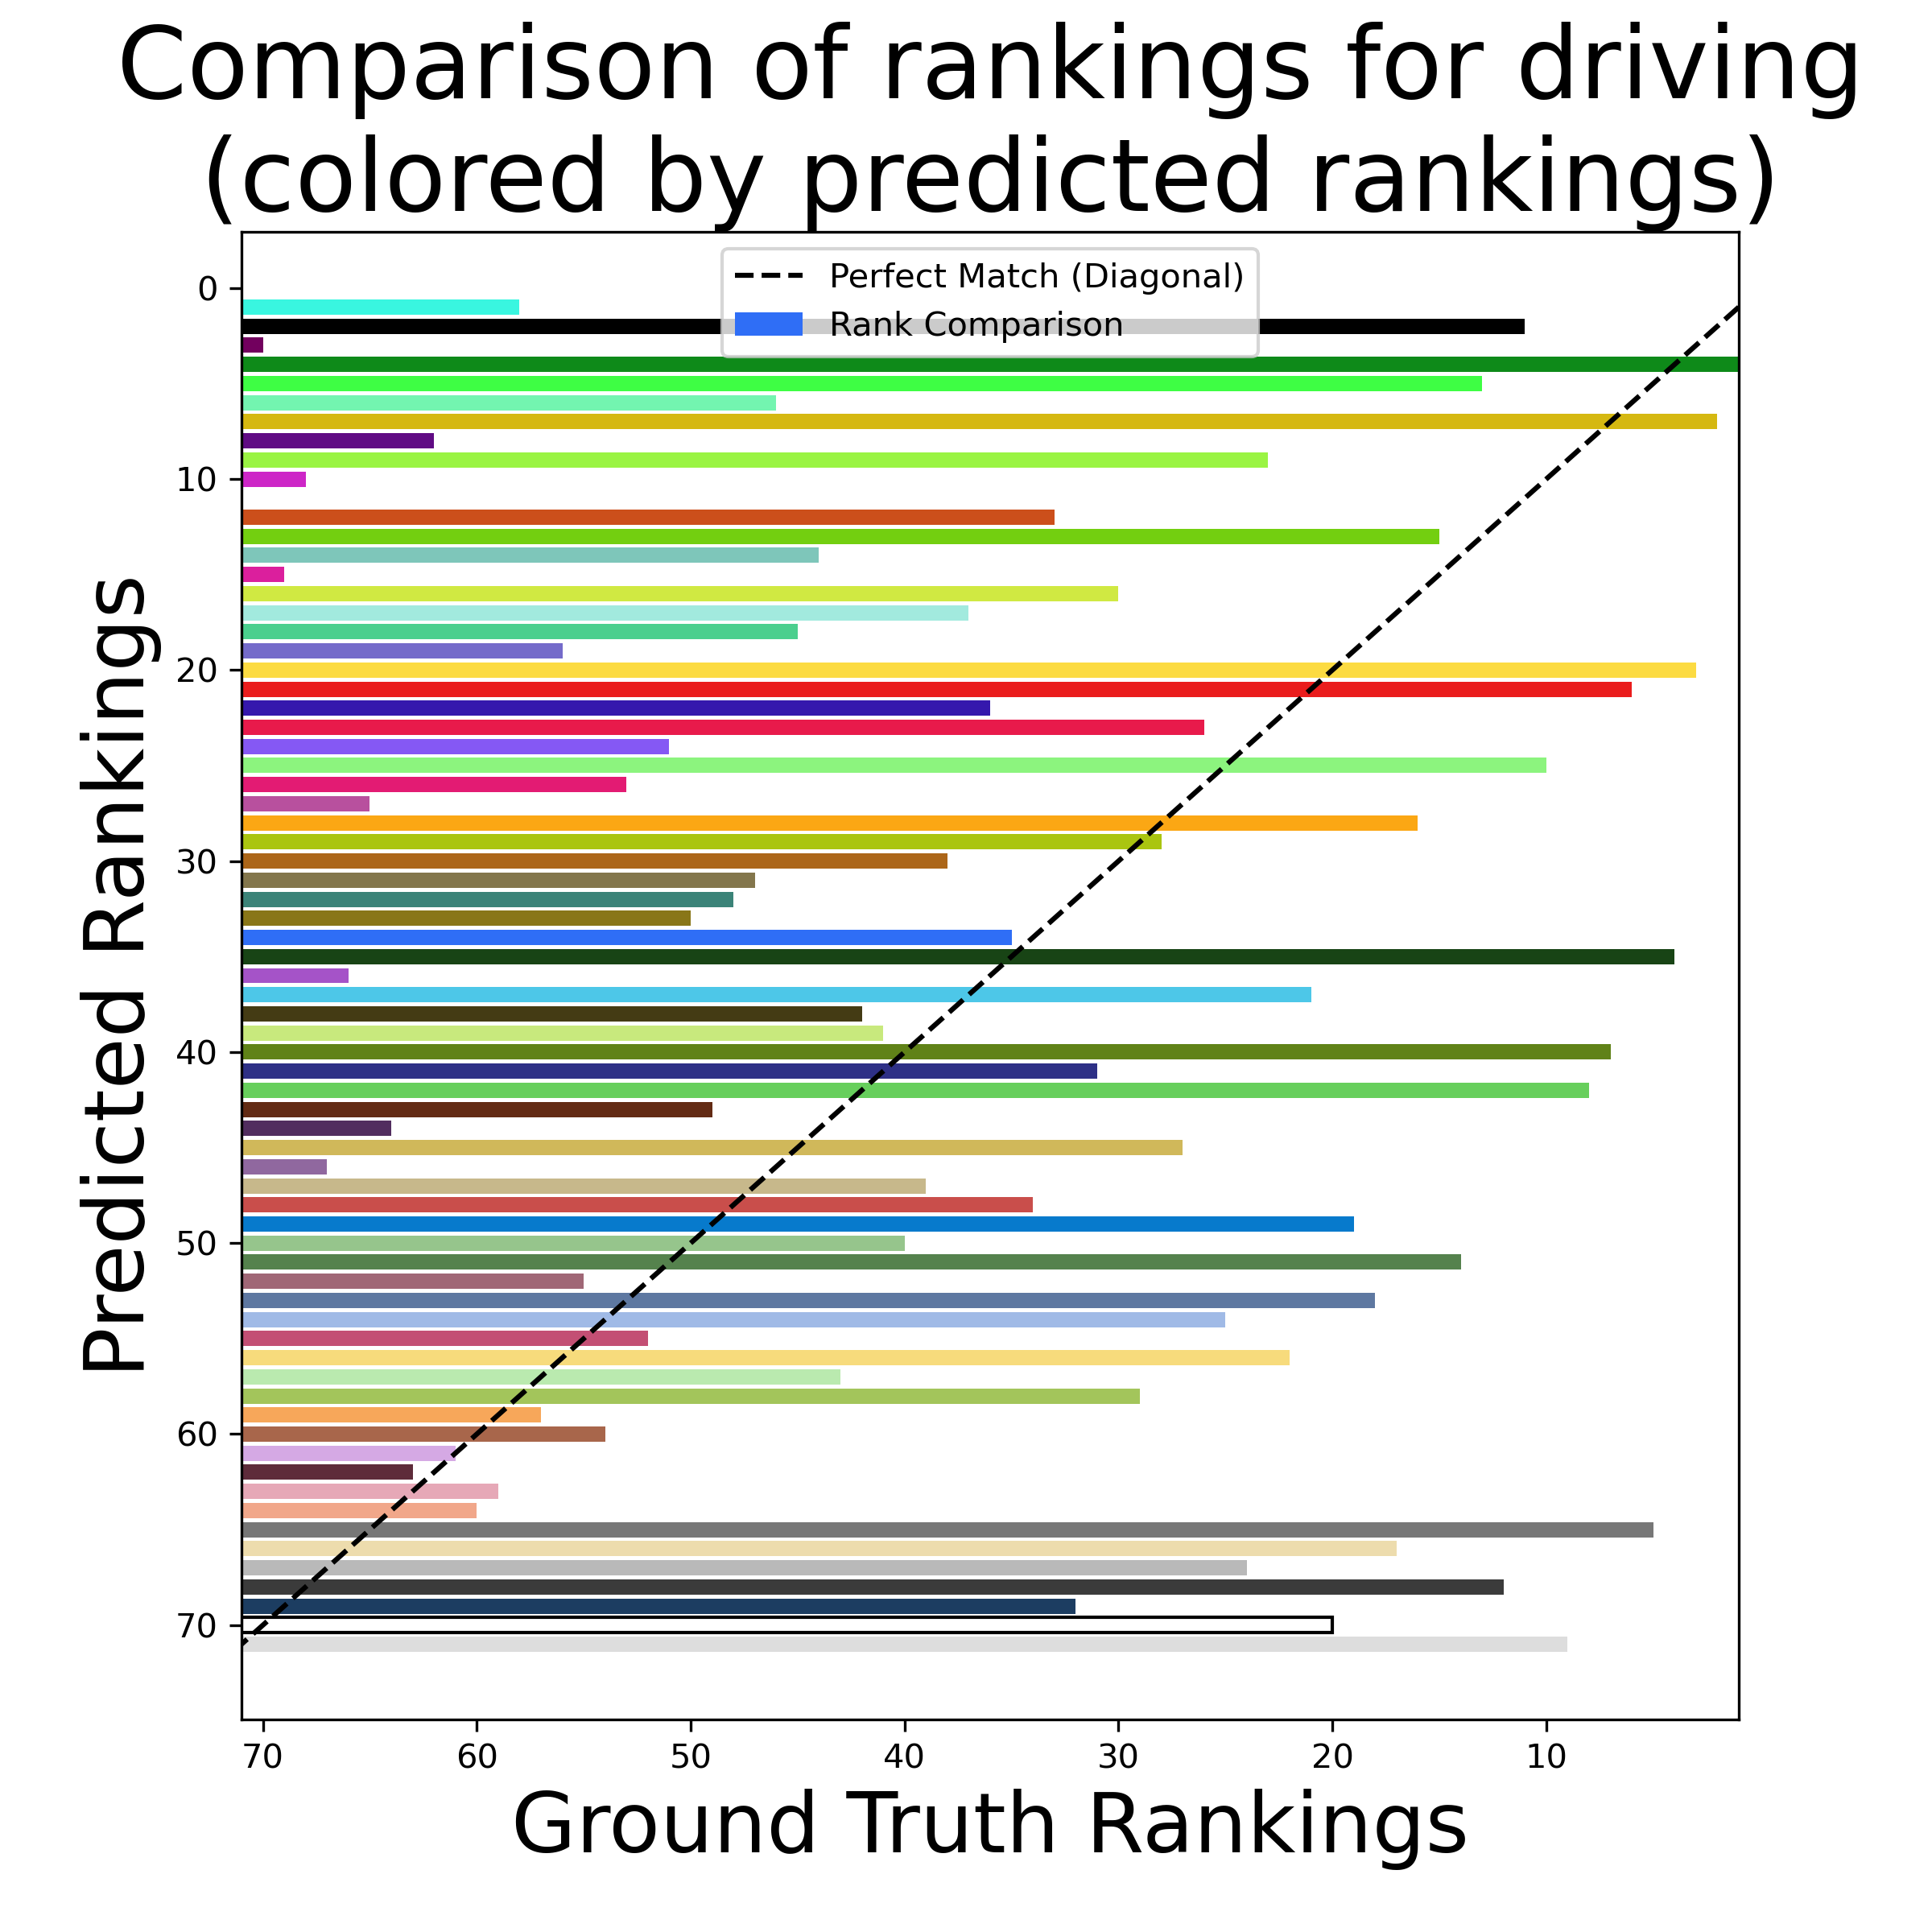 Comparison of rankings for driving
(colored by predicted rankings)
Perfect Match (Diagonal)
Rank Comparison
Predicted Rankings
0
10
20
30
40
50
60
70
70
60
50
40
30
20
10
Ground Truth Rankings